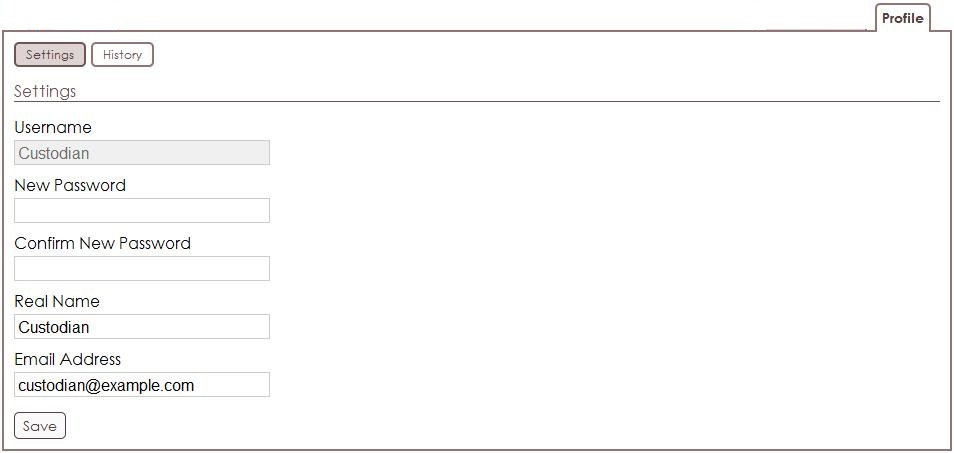 Profile
Settings History
Settings
Username
Custodian
New Password
Confirm New Password
Real Name
Custodian
Email Address
custodian@example.com
Save